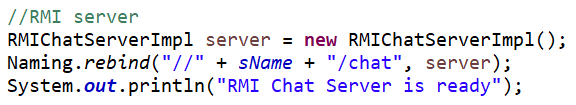 //RMI server
RMIChatServerImpl server = new RMIChatServerImpl();
Naming.rebind("//" + sName + "/chat", server);
System.out.println("RMI Chat Server is ready");